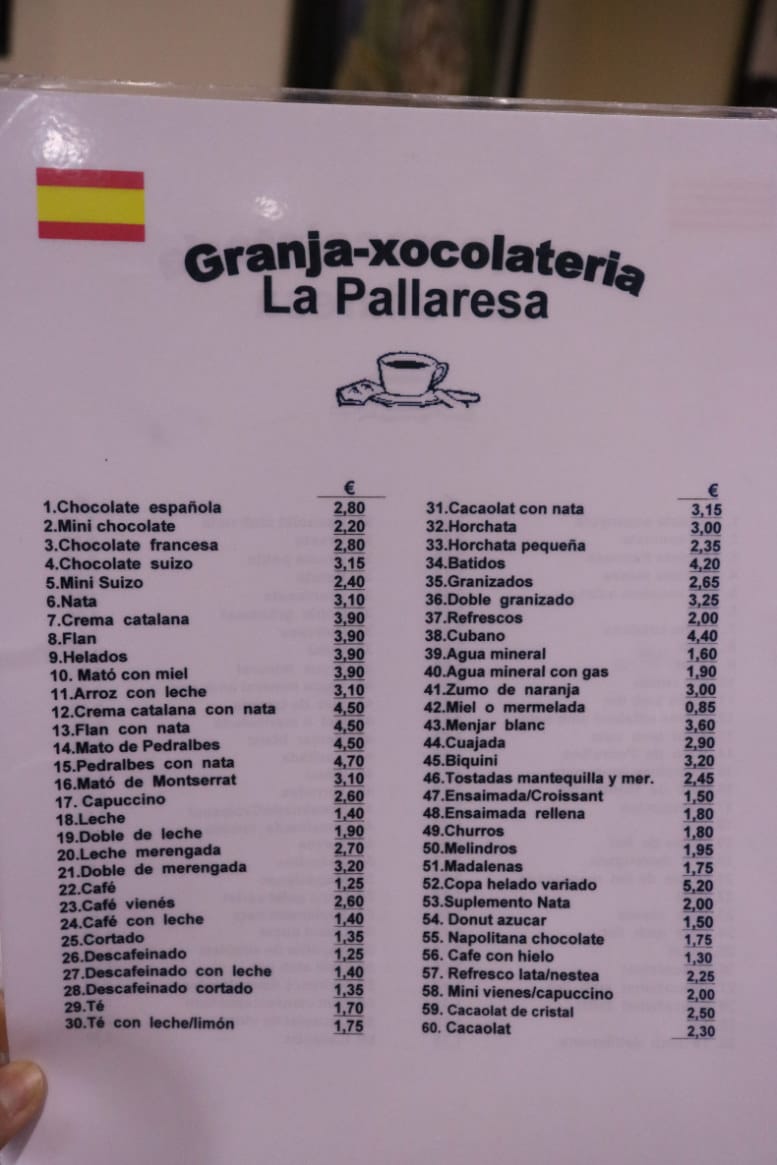 Granja-xocolateria
La Pallaresa
€
1.Chocolate española 2,80
2.Mini chocolate 2,20
3.Chocolate francesa 2,80
4.Chocolate suizo 3,15
5.Mini Suizo 2,40
6.Nata 3,10
7.Crema catalana 3,90
8.Flan 3,90
9.Helados 3,90
10. Mató con miel 3,90
11.Arroz con leche 3,10
12.Crema catalana con nata 4,50
13.Flan con nata 4,50
14.Mato de Pedralbes 4,50
15.Pedralbes con nata 4,70
16.Mató de Montserrat 3,10
17. Capuccino 2,60
18.Leche 1,40
19.Doble de leche 1,90
20.Leche merengada 2,70
21.Doble de merengada 3,20
22.Café 1,25
23.Café vienés 2,60
24.Café con leche 1,40
25.Cortado 1,35
26.Descafeinado 1,25
27.Descafeinado con leche 1,40
28.Descafeinado cortado 1,35
29.Té 1,70
30.Té con leche/limón 1,75
€
31.Cacaolat con nata 3,15
32.Horchata 3,00
33.Horchata pequeña 2,35
34.Batidos 4,20
35.Granizados 2,65
36.Doble granizado 3,25
37.Refrescos 2,00
38.Cubano 4,40
39.Agua mineral 1,60
40.Agua mineral con gas 1,90
41.Zumo de naranja 3,00
42.Miel o mermelada 0,85
43.Menjar blanc 3,60
44.Cuajada 2,90
45.Biquini 3,20
46.Tostadas mantequilla y mer. 2,45
47.Ensaimada/Croissant 1,50
48.Ensaimada rellena 1,80
49.Churros 1,80
50.Melindros 1,95
51.Madalenas 1,75
52.Copa helado variado 5,20
53.Suplemento Nata 2,00
54. Donut azucar 1,50
55. Napolitana chocolate 1,75
56. Cafe con hielo 1,30
57. Refresco lata/nestea 2,25
58. Mini vienes/capuccino 2,00
59. Cacaolat de cristal 2,50
60. Cacaolat 2,30